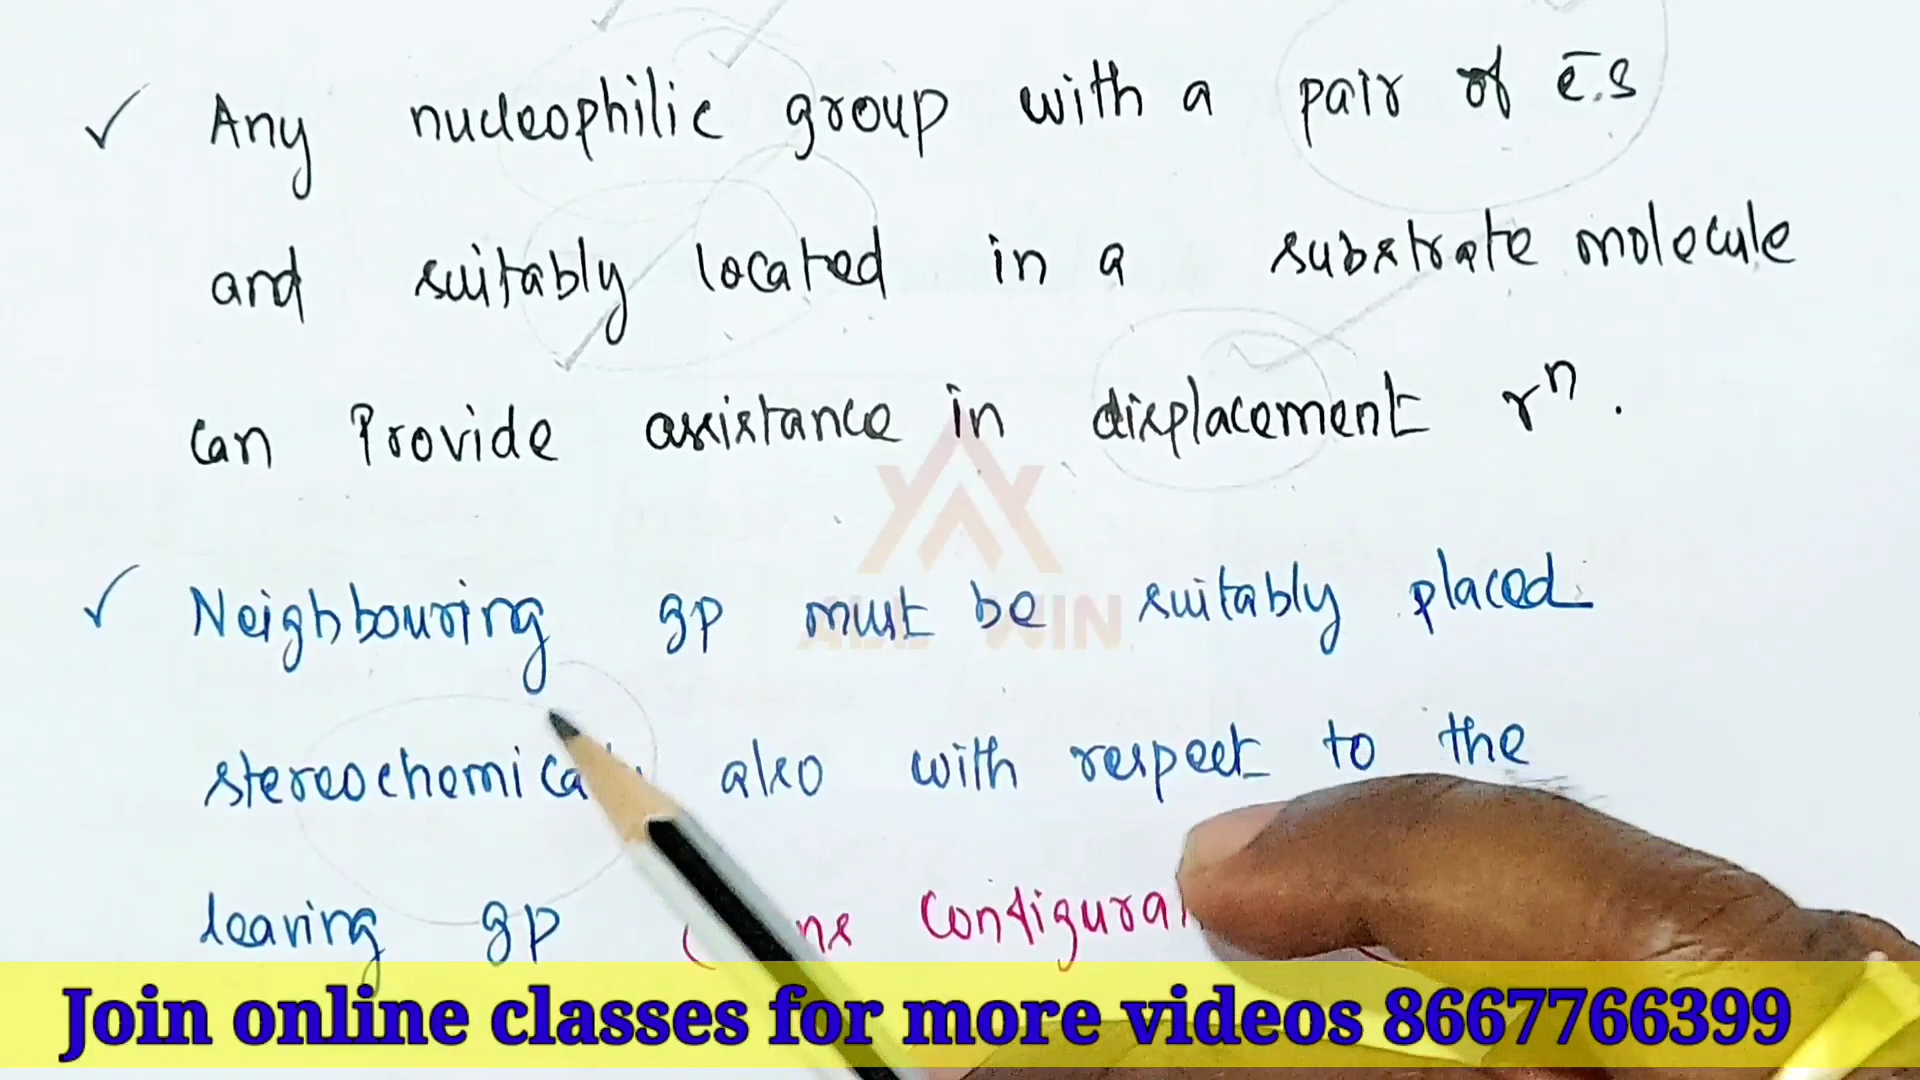 Any nucleophilic group with a pair of ē.s
and suitably located in a substrate molecule
can Provide assistance in displacement rⁿ.
Neighbouring gp must be suitably placed
also with respect to the
leaving gp
ALL WIN
Join online classes for more videos 8667766399